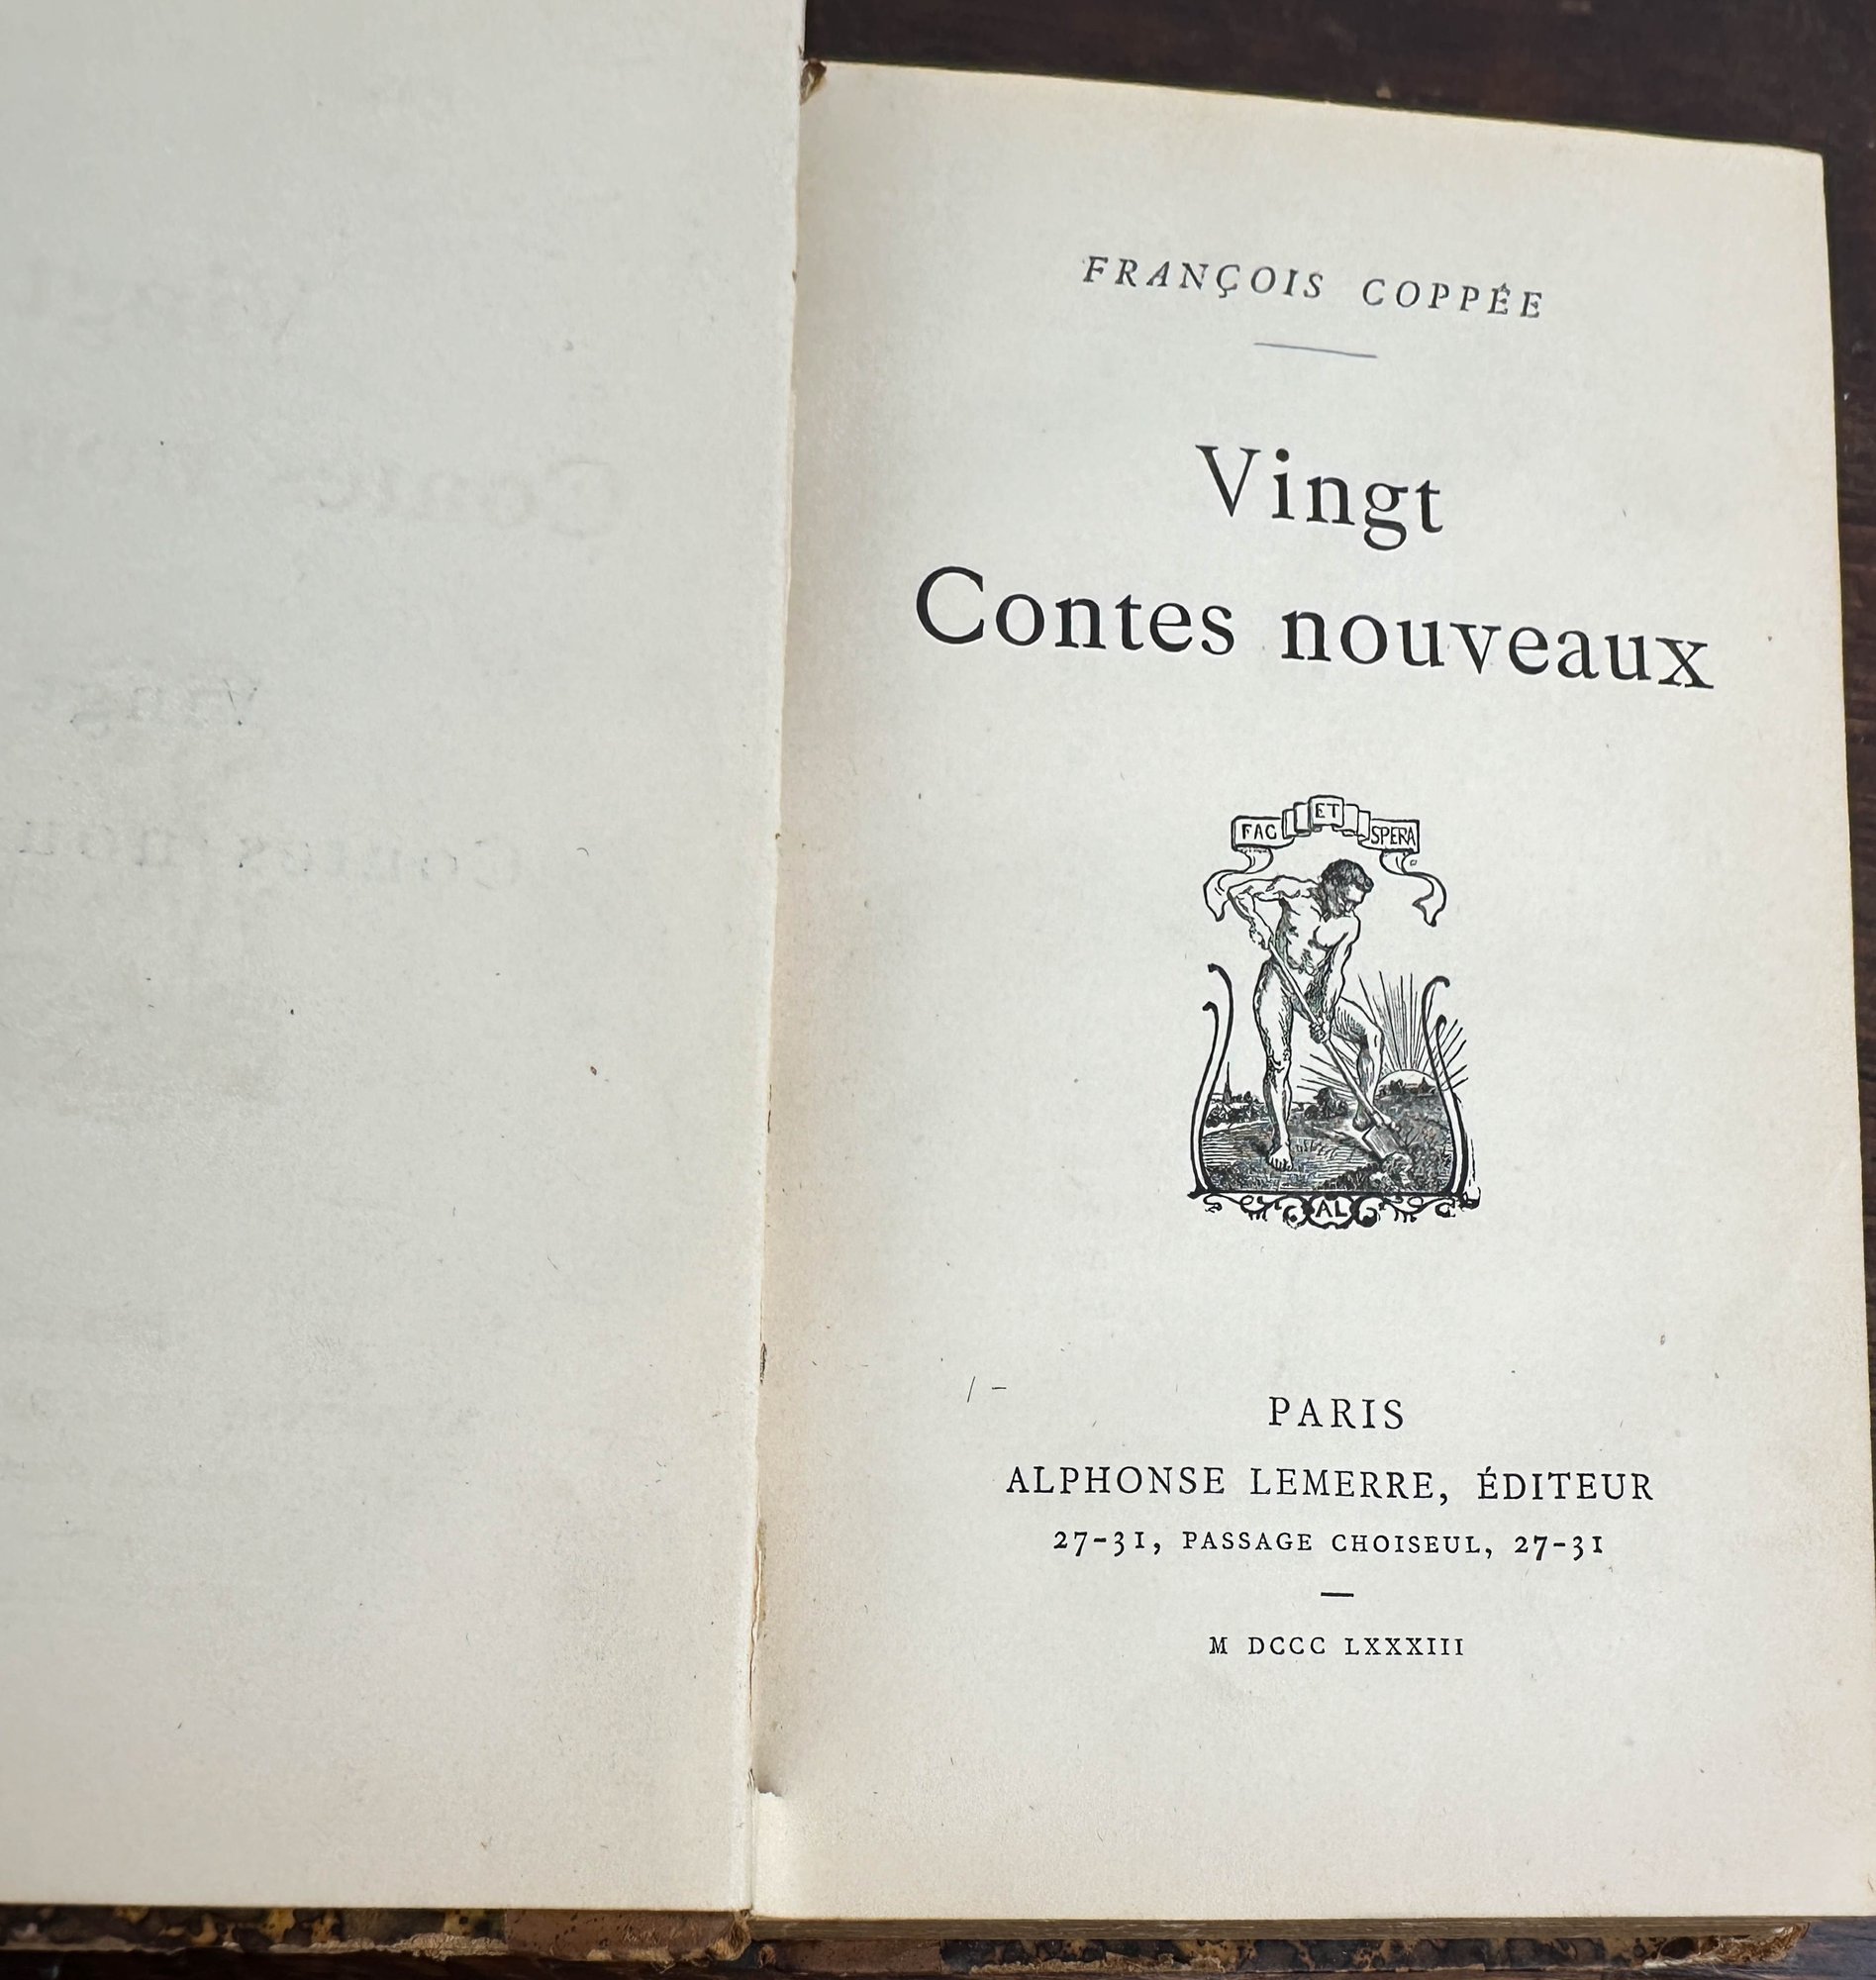 FRANÇOIS COPPÉE
Vingt
Contes nouveaux
FAC ET SPERA
AL
PARIS
ALPHONSE LEMERRE, ÉDITEUR
27-31, PASSAGE CHOISEUL, 27-31
M DCCC LXXXIII